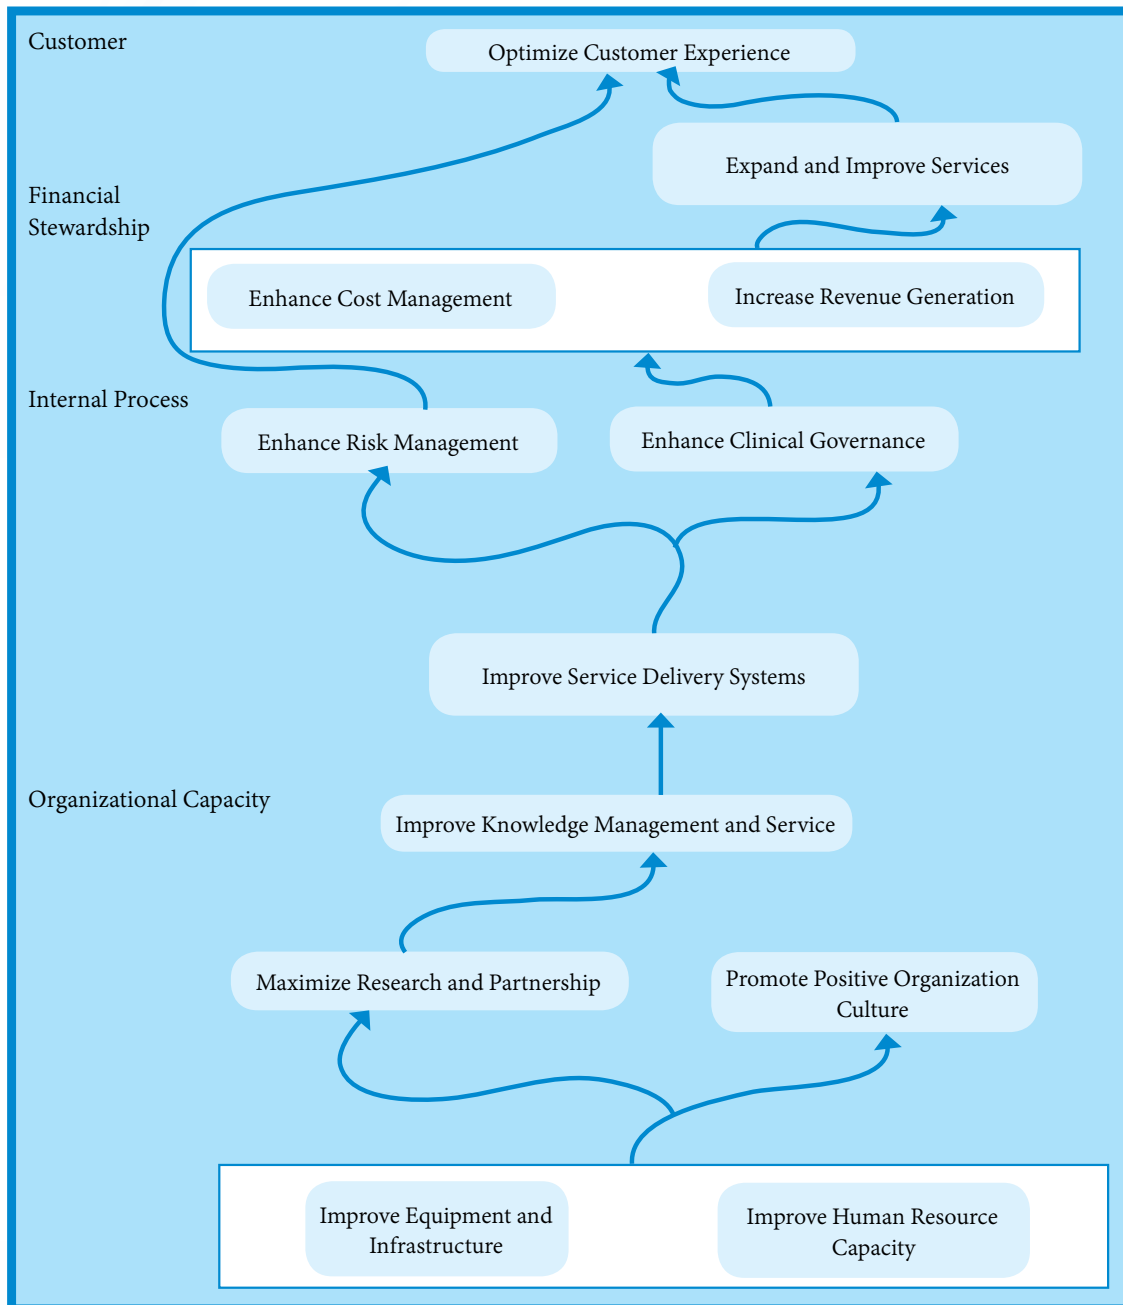 Customer
Optimize Customer Experience
Expand and Improve Services
Financial
Stewardship
Enhance Cost Management
Increase Revenue Generation
Internal Process
Enhance Risk Management
Enhance Clinical Governance
Improve Service Delivery Systems
Organizational Capacity
Improve Knowledge Management and Service
Maximize Research and Partnership
Promote Positive Organization
Culture
Improve Equipment and
Infrastructure
Improve Human Resource
Capacity